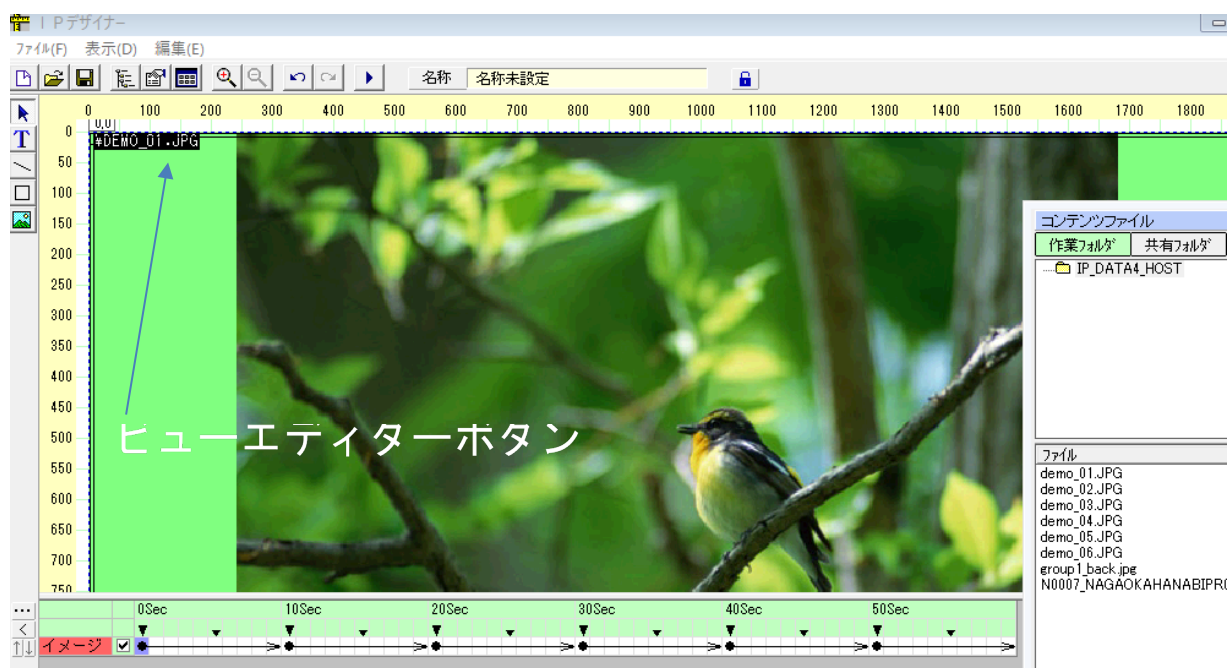 IPデザイナー
ファイル(F) 表示(D) 編集(E)
名称 名称未設定
0 100 200 300 400 500 600 700 800 900 1000 1100 1200 1300 1400 1500 1600 1700 1800
0,0
0
¥DEMO_01.JPG
50
100
150
200
250
300
350
400
450
500
550
600
650
700
750
T
ビューエディターボタン
コンテンツファイル
作業フォルダ 共有フォルダ
IP_DATA4_HOST
ファイル
demo_01.JPG
demo_02.JPG
demo_03.JPG
demo_04.JPG
demo_05.JPG
demo_06.JPG
group1_back.jpg
N0007_NAGAOKAHANABIPRO
0Sec 10Sec 20Sec 30Sec 40Sec 50Sec
イメージ